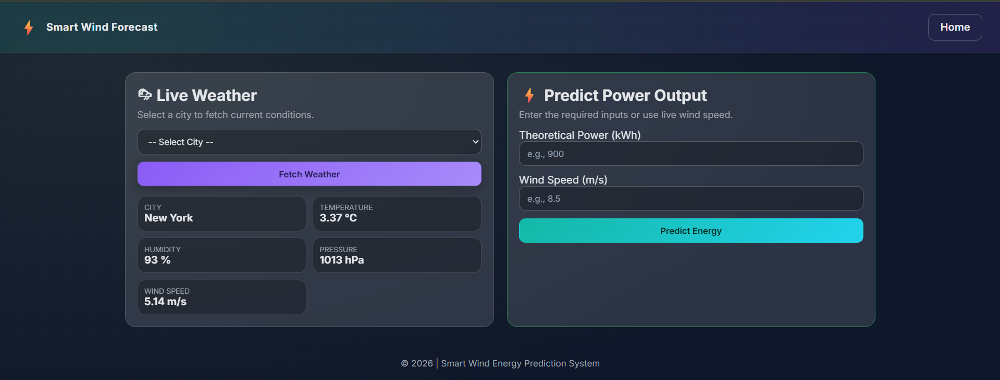 Smart Wind Forecast
Home
Live Weather
Select a city to fetch current conditions.
-- Select City --
Fetch Weather
CITY
New York
TEMPERATURE
3.37 °C
HUMIDITY
93 %
PRESSURE
1013 hPa
WIND SPEED
5.14 m/s
Predict Power Output
Enter the required inputs or use live wind speed.
Theoretical Power (kWh)
e.g., 900
Wind Speed (m/s)
e.g., 8.5
Predict Energy
© 2026 | Smart Wind Energy Prediction System